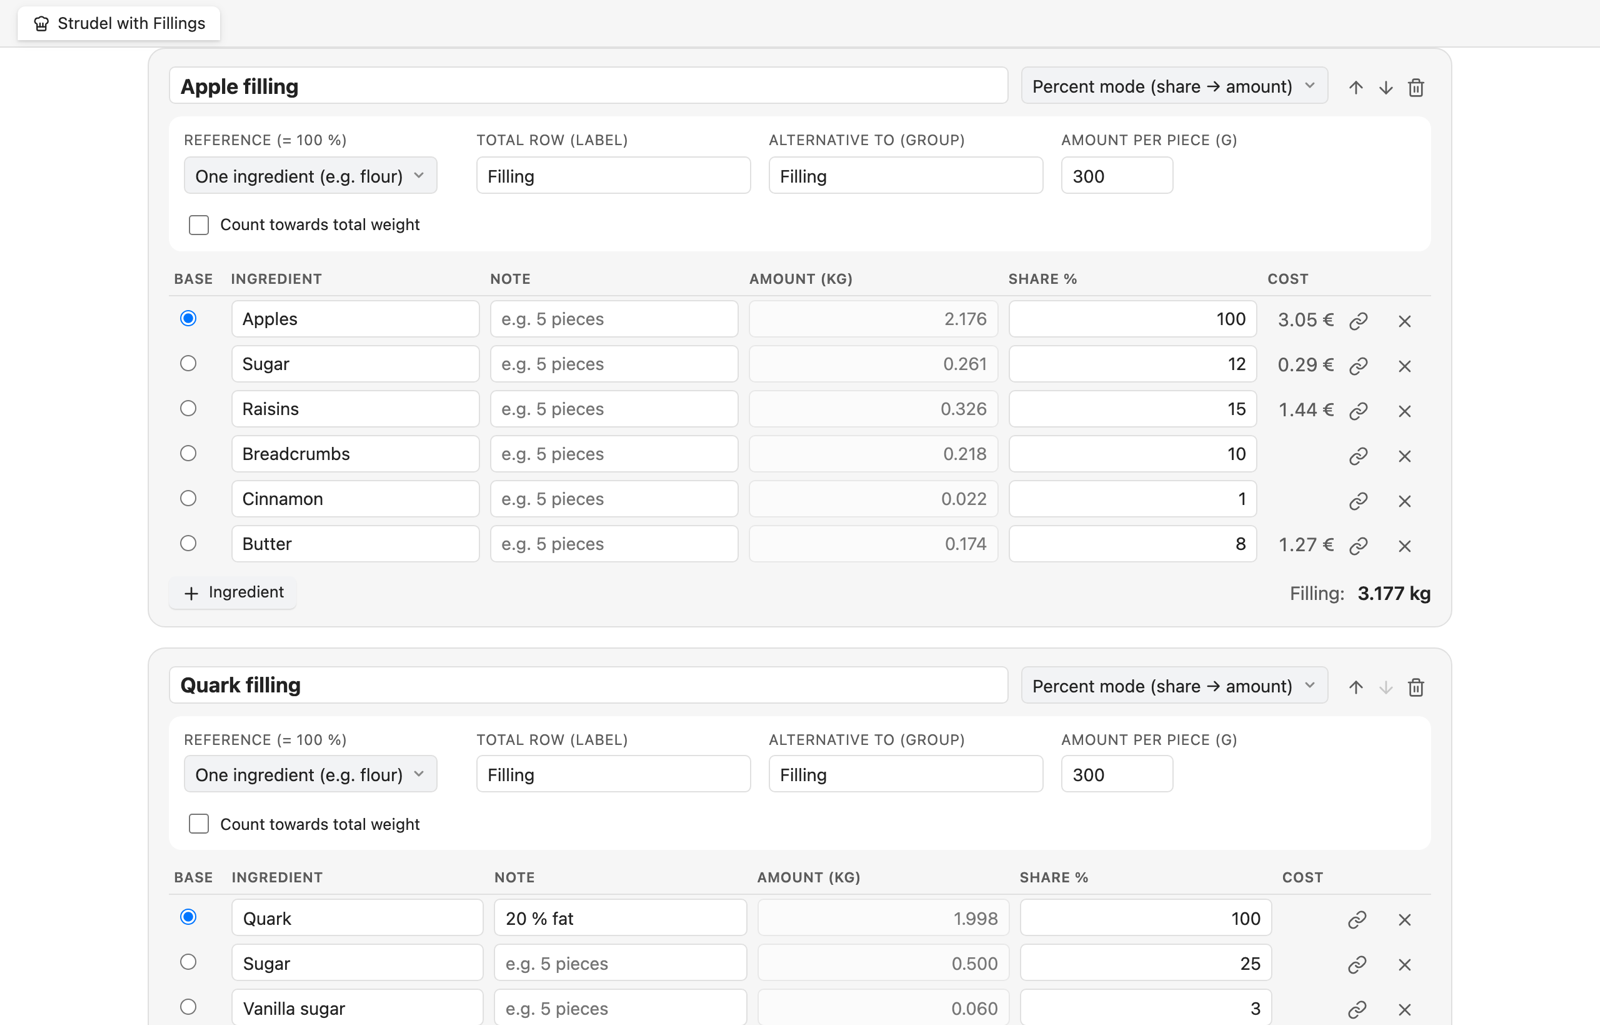 Strudel with Fillings
Apple filling
Percent mode (share → amount)
REFERENCE (= 100 %) TOTAL ROW (LABEL) ALTERNATIVE TO (GROUP) AMOUNT PER PIECE (G)
One ingredient (e.g. flour) Filling Filling 300
Count towards total weight
BASE INGREDIENT NOTE AMOUNT (KG) SHARE % COST
Apples e.g. 5 pieces 2.176 100 3.05 €
Sugar e.g. 5 pieces 0.261 12 0.29 €
Raisins e.g. 5 pieces 0.326 15 1.44 €
Breadcrumbs e.g. 5 pieces 0.218 10
Cinnamon e.g. 5 pieces 0.022 1
Butter e.g. 5 pieces 0.174 8 1.27 €
+ Ingredient Filling: 3.177 kg
Quark filling
Percent mode (share → amount)
REFERENCE (= 100 %) TOTAL ROW (LABEL) ALTERNATIVE TO (GROUP) AMOUNT PER PIECE (G)
One ingredient (e.g. flour) Filling Filling 300
Count towards total weight
BASE INGREDIENT NOTE AMOUNT (KG) SHARE % COST
Quark 20 % fat 1.998 100
Sugar e.g. 5 pieces 0.500 25
Vanilla sugar e.g. 5 pieces 0.060 3